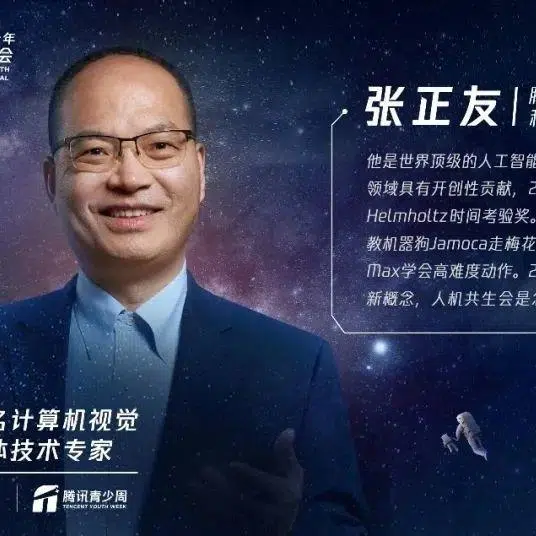 年
会
TH
AL
张正友
他是世界顶级的人工智能
领域具有开创性贡献，2
Helmholtz时间考验奖。
教机器狗Jamoca走梅花
Max学会高难度动作。2
新概念，人机共生会是怎
名计算机视觉
体技术专家
腾讯青少周
TENCENT YOUTH WEEK